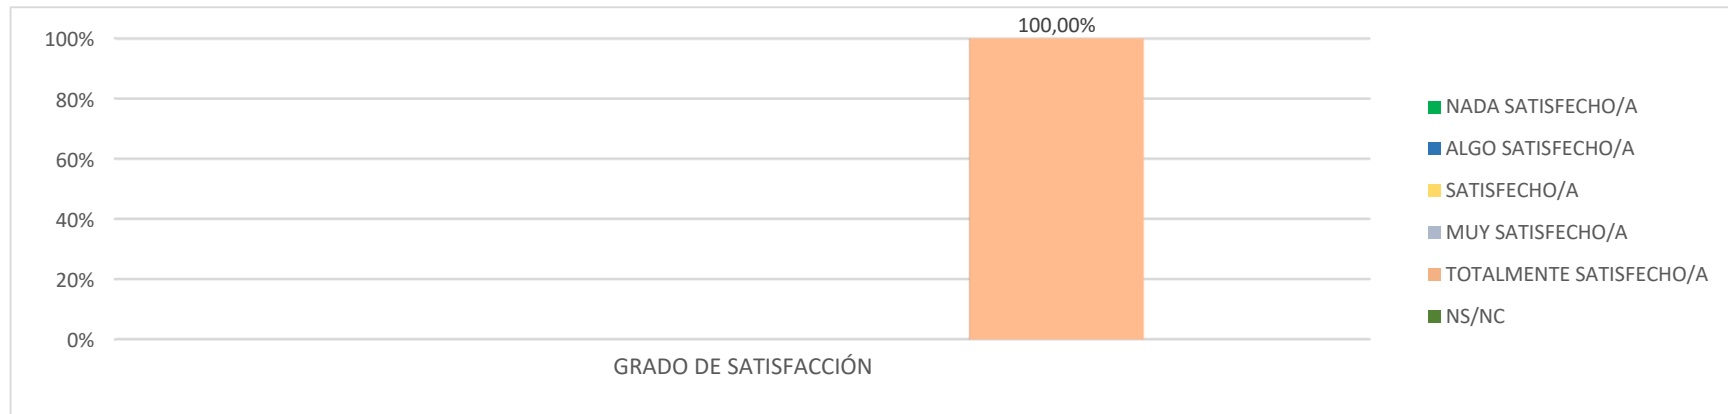 100,00%
100%
80%
60%
40%
20%
0%
GRADO DE SATISFACCIÓN
NADA SATISFECHO/A
ALGO SATISFECHO/A
SATISFECHO/A
MUY SATISFECHO/A
TOTALMENTE SATISFECHO/A
NS/NC